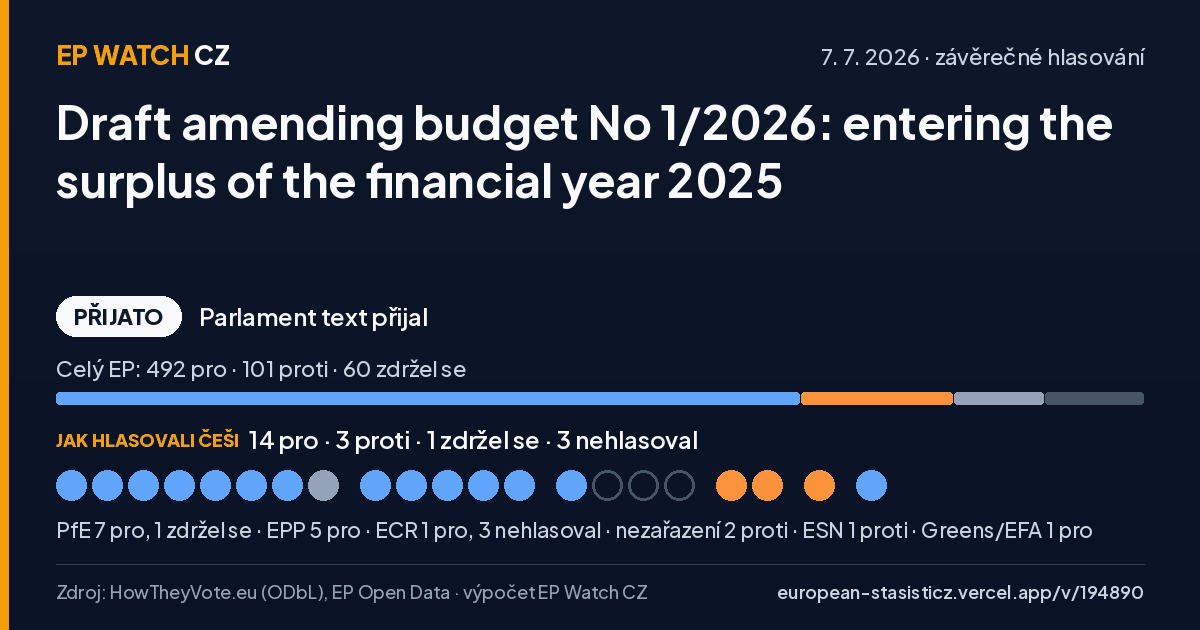 EP WATCH CZ
7. 7. 2026 · závěrečné hlasování
Draft amending budget No 1/2026: entering the
surplus of the financial year 2025
PŘIJATO
Parlament text přijal
Celý EP: 492 pro · 101 proti · 60 zdržel se
JAK HLASOVALI ČEŠI 14 pro · 3 proti · 1 zdržel se · 3 nehlasoval
PfE 7 pro, 1 zdržel se · EPP 5 pro · ECR 1 pro, 3 nehlasoval · nezařazení 2 proti · ESN 1 proti · Greens/EFA 1 pro
Zdroj: HowTheyVote.eu (ODbL), EP Open Data · výpočet EP Watch CZ
european-stasisticz.vercel.app/v/194890